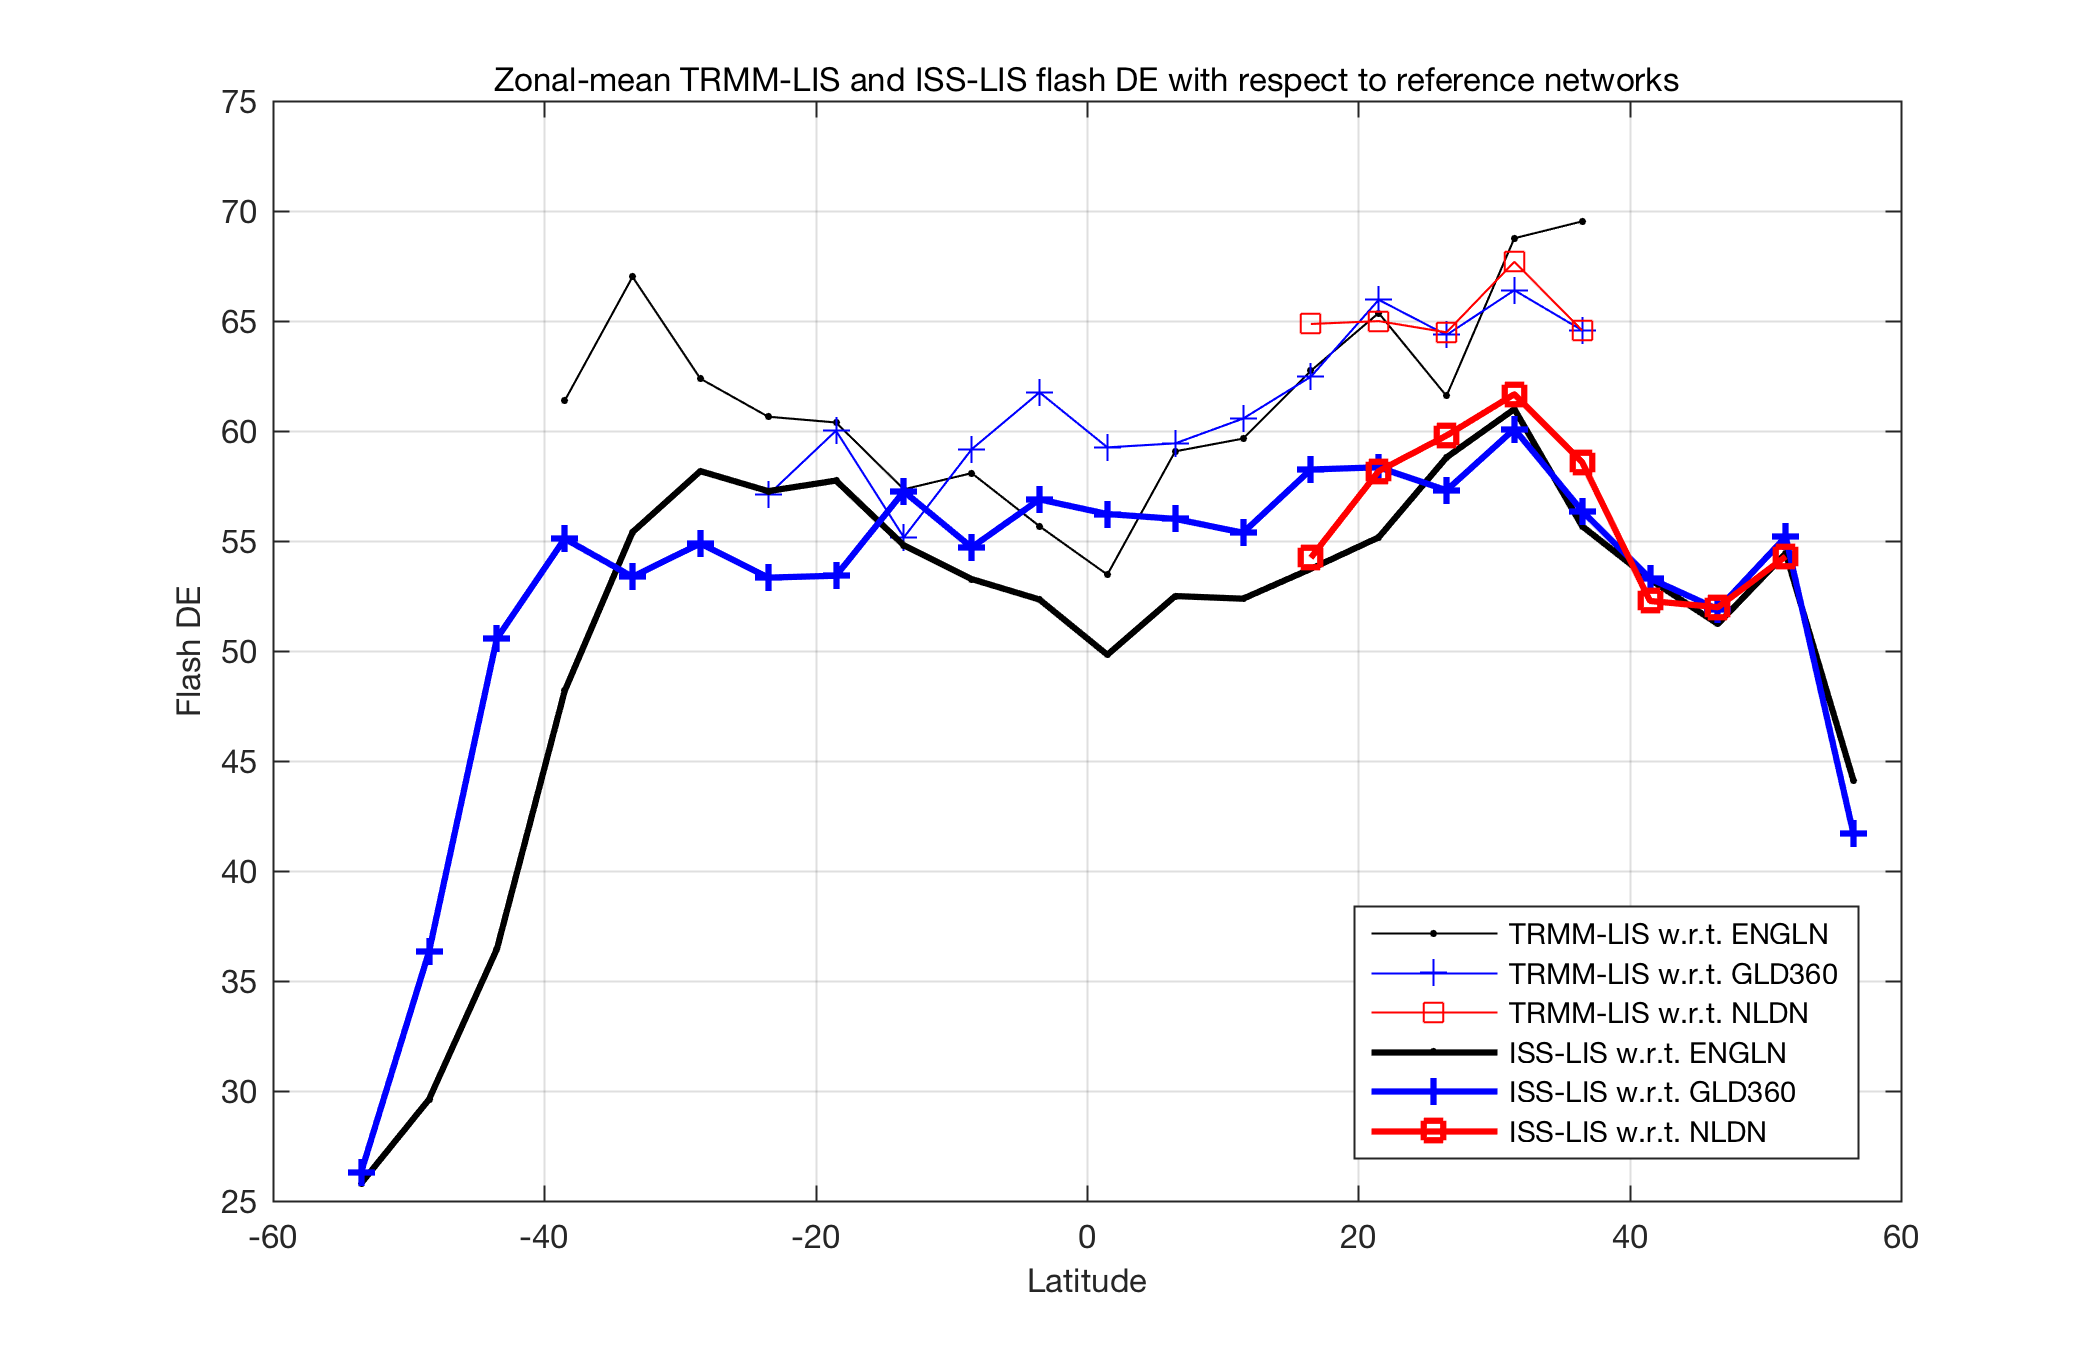 Zonal-mean TRMM-LIS and ISS-LIS flash DE with respect to reference networks
75
70
65
60
55
50
45
40
35
30
25
Flash DE
-60
-40
-20
0
20
40
60
Latitude
TRMM-LIS w.r.t. ENGLN
TRMM-LIS w.r.t. GLD360
TRMM-LIS w.r.t. NLDN
ISS-LIS w.r.t. ENGLN
ISS-LIS w.r.t. GLD360
ISS-LIS w.r.t. NLDN